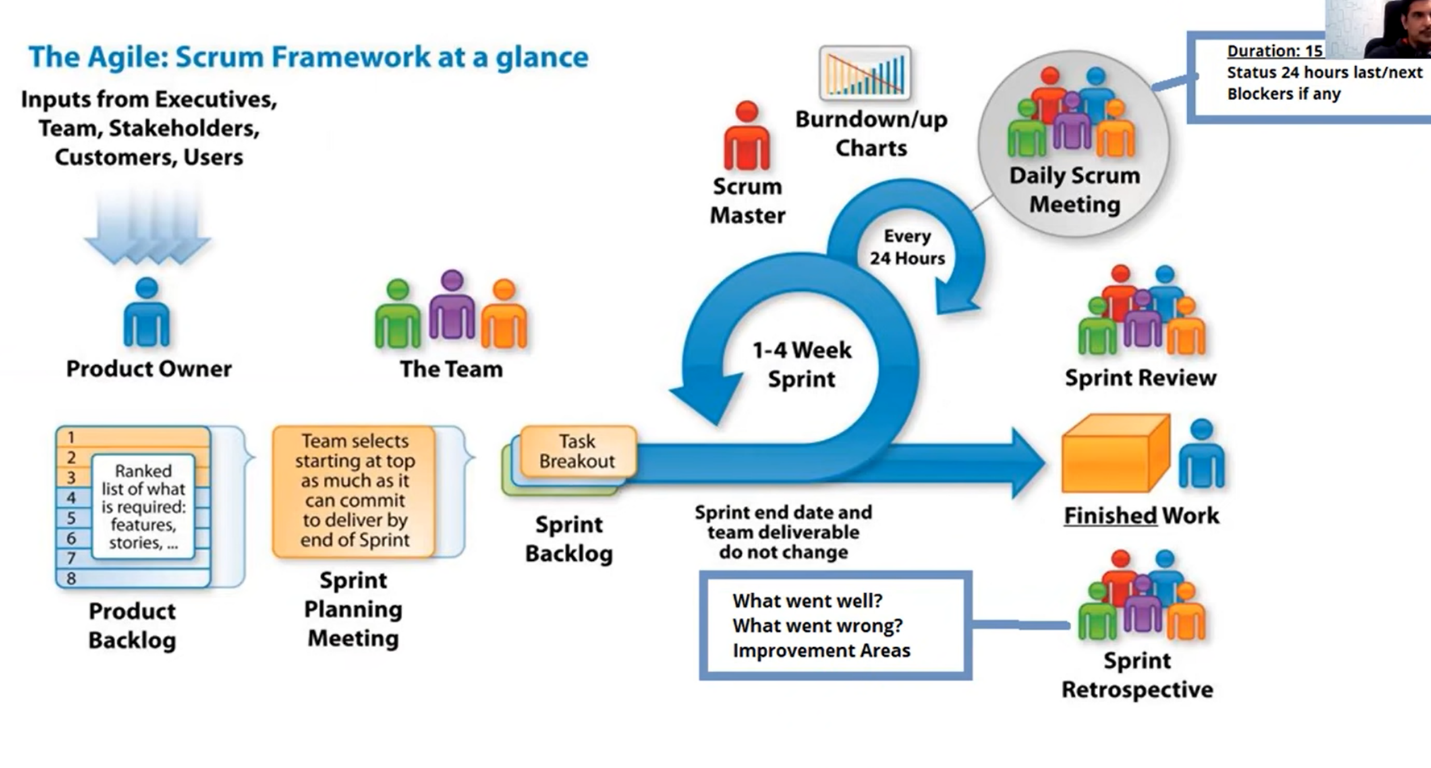 The Agile: Scrum Framework at a glance
Inputs from Executives,
Team, Stakeholders,
Customers, Users
Product Owner
The Team
1
2
3
4
5
6
7
8
Ranked
list of what
is required:
features,
stories, ...
Product
Backlog
Team selects
starting at top
as much as it
can commit
to deliver by
end of Sprint
Sprint
Planning
Meeting
Task
Breakout
Sprint
Backlog
Scrum
Master
Burndown/up
Charts
Every
24 Hours
1-4 Week
Sprint
Daily Scrum
Meeting
Duration: 15
Status 24 hours last/next
Blockers if any
Sprint Review
Finished Work
Sprint end date and
team deliverable
do not change
What went well?
What went wrong?
Improvement Areas
Sprint
Retrospective